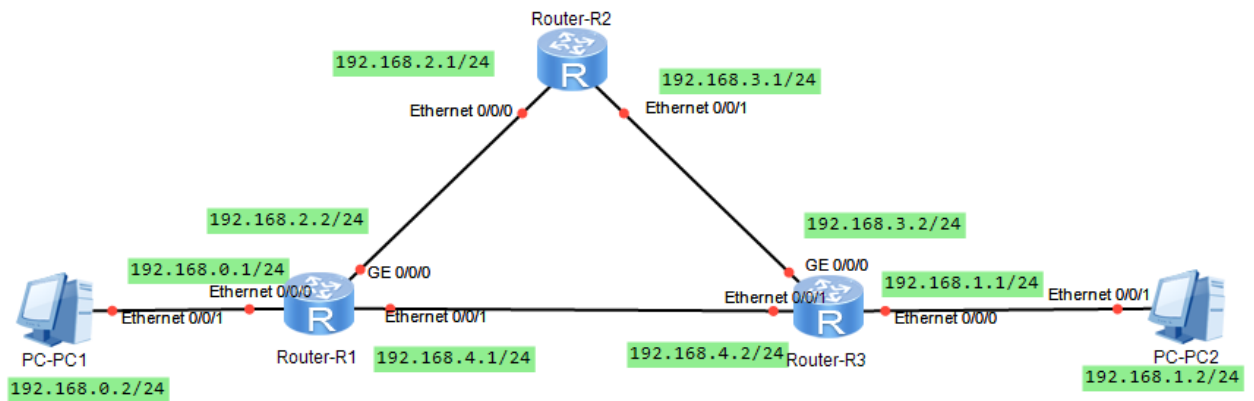 Router-R2
192.168.2.1/24
192.168.3.1/24
Ethernet 0/0/0
Ethernet 0/0/1
192.168.2.2/24
192.168.3.2/24
192.168.0.1/24
GE 0/0/0
GE 0/0/0
192.168.1.1/24
Ethernet 0/0/0
Ethernet 0/0/1
Ethernet 0/0/1
Ethernet 0/0/1
Ethernet 0/0/1
Ethernet 0/0/0
PC-PC1
Router-R1
192.168.4.1/24
192.168.4.2/24
Router-R3
PC-PC2
192.168.0.2/24
192.168.1.2/24